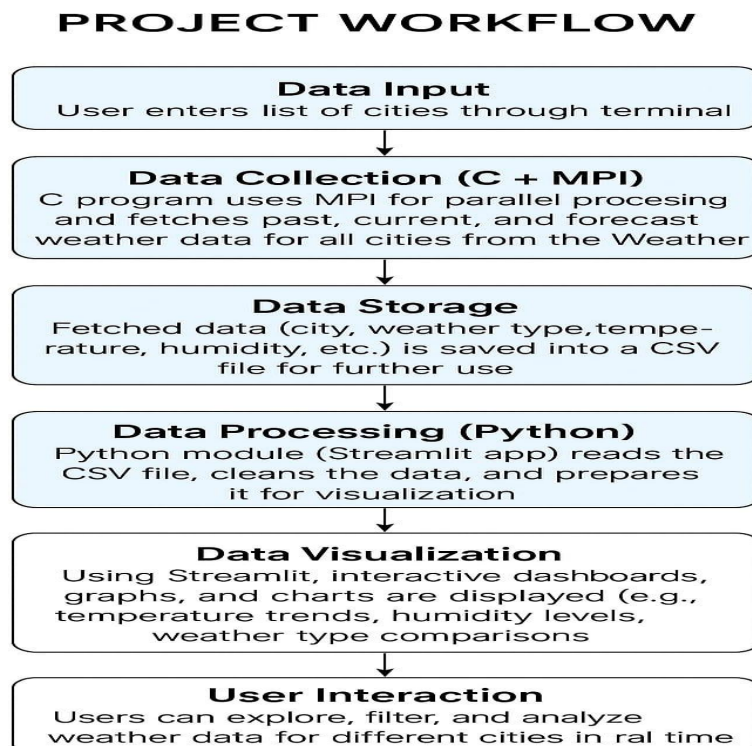 PROJECT WORKFLOW
Data Input
User enters list of cities through terminal
Data Collection (C + MPI)
C program uses MPI for parallel procesing
and fetches past, current, and forecast
weather data for all cities from the Weather
Data Storage
Fetched data (city, weather type,tempe-
rature, humidity, etc.) is saved into a CSV
file for further use
Data Processing (Python)
Python module (Streamlit app) reads the
CSV file, cleans the data, and prepares
it for visualization
Data Visualization
Using Streamlit, interactive dashboards,
graphs, and charts are displayed (e.g.,
temperature trends, humidity levels,
weather type comparisons
User Interaction
Users can explore, filter, and analyze
weather data for different cities in ral time